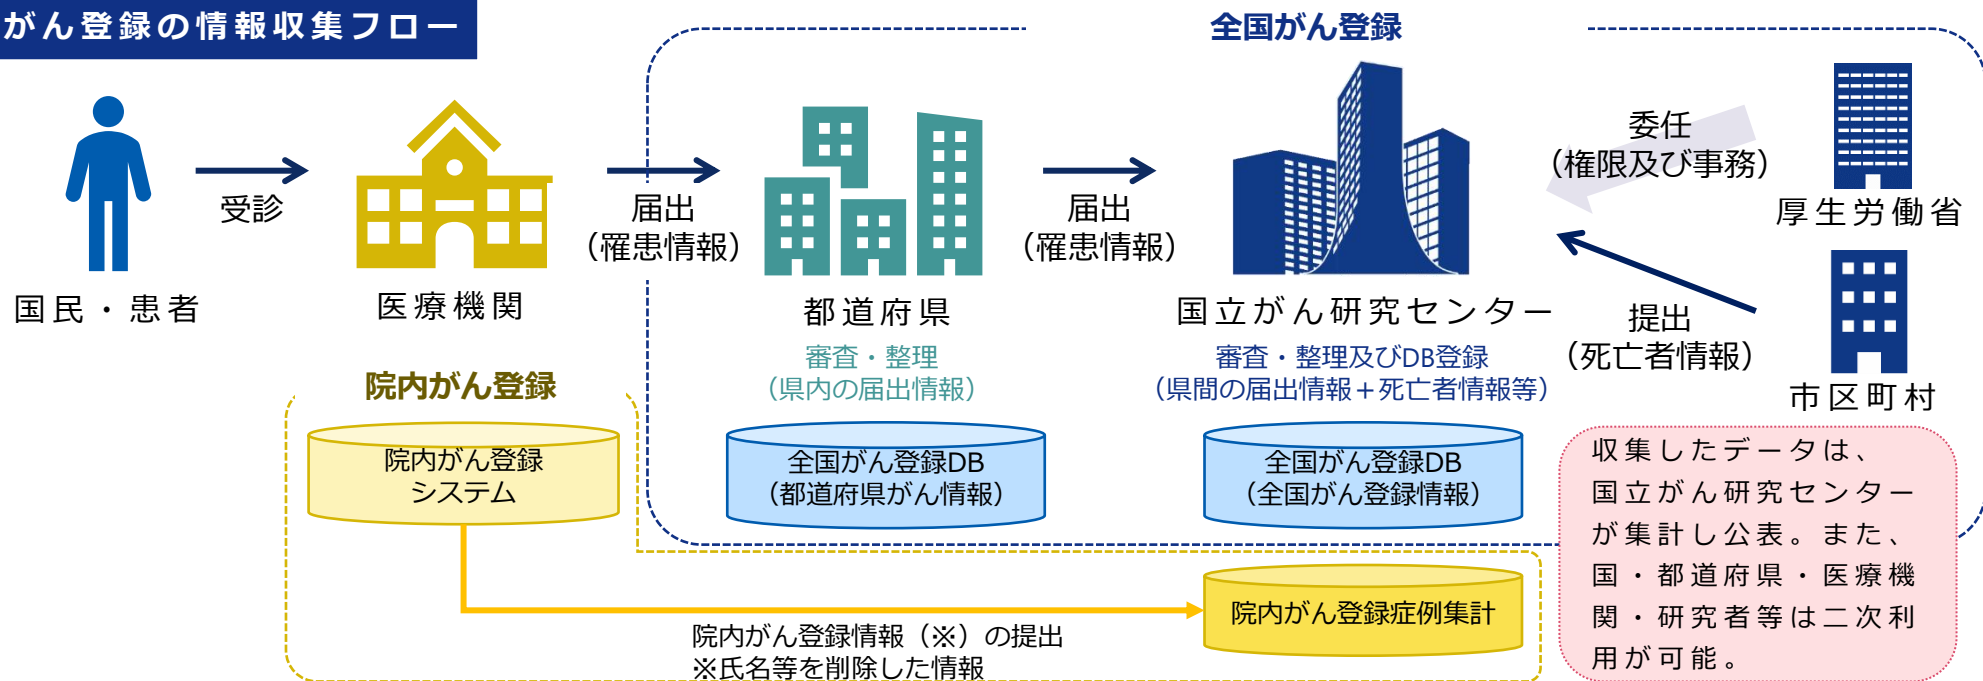 がん登録の情報収集フロー
全国がん登録
国民・患者
受診
医療機関
届出
（罹患情報）
都道府県
審査・整理
（県内の届出情報）
届出
（罹患情報）
国立がん研究センター
審査・整理及びDB登録
（県間の届出情報＋死亡者情報等）
委任
（権限及び事務）
厚生労働省
提出
（死亡者情報）
市区町村
院内がん登録
院内がん登録
システム
全国がん登録DB
（都道府県がん情報）
全国がん登録DB
（全国がん登録情報）
院内がん登録情報（※）の提出
※氏名等を削除した情報
院内がん登録症例集計
収集したデータは、
国立がん研究センター
が集計し公表。また、
国・都道府県・医療機
関・研究者等は二次利
用が可能。